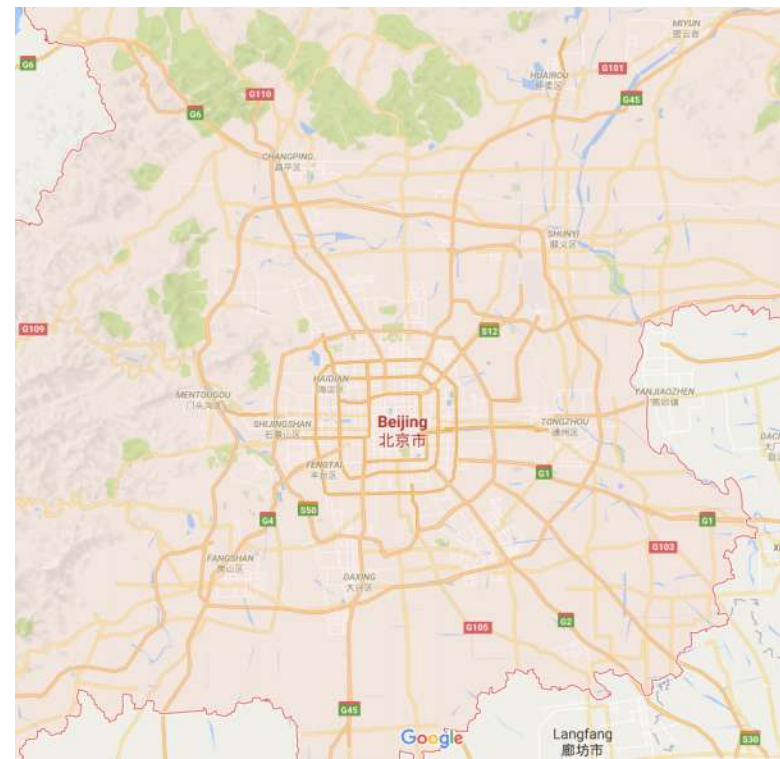 MIYUN
密云县
G6
G101
HUAIROU
怀柔区
G110
G45
G6
CHANGPING
昌平区
SHUNYI
顺义区
G109
S12
HAIDIAN
海淀区
MENTOUGOU
门头沟区
YANJIAOZHEN
燕郊镇
Beijing
北京市
SHIJINGSHAN
石景山区
TONGZHOU
通州区
DACH
大厂
FENGTAI
丰台区
G1
S50
G4
G1
G103
FANGSHAN
房山区
DAXING
大兴区
G2
G105
G45
Google
Langfang
廊坊市
S30